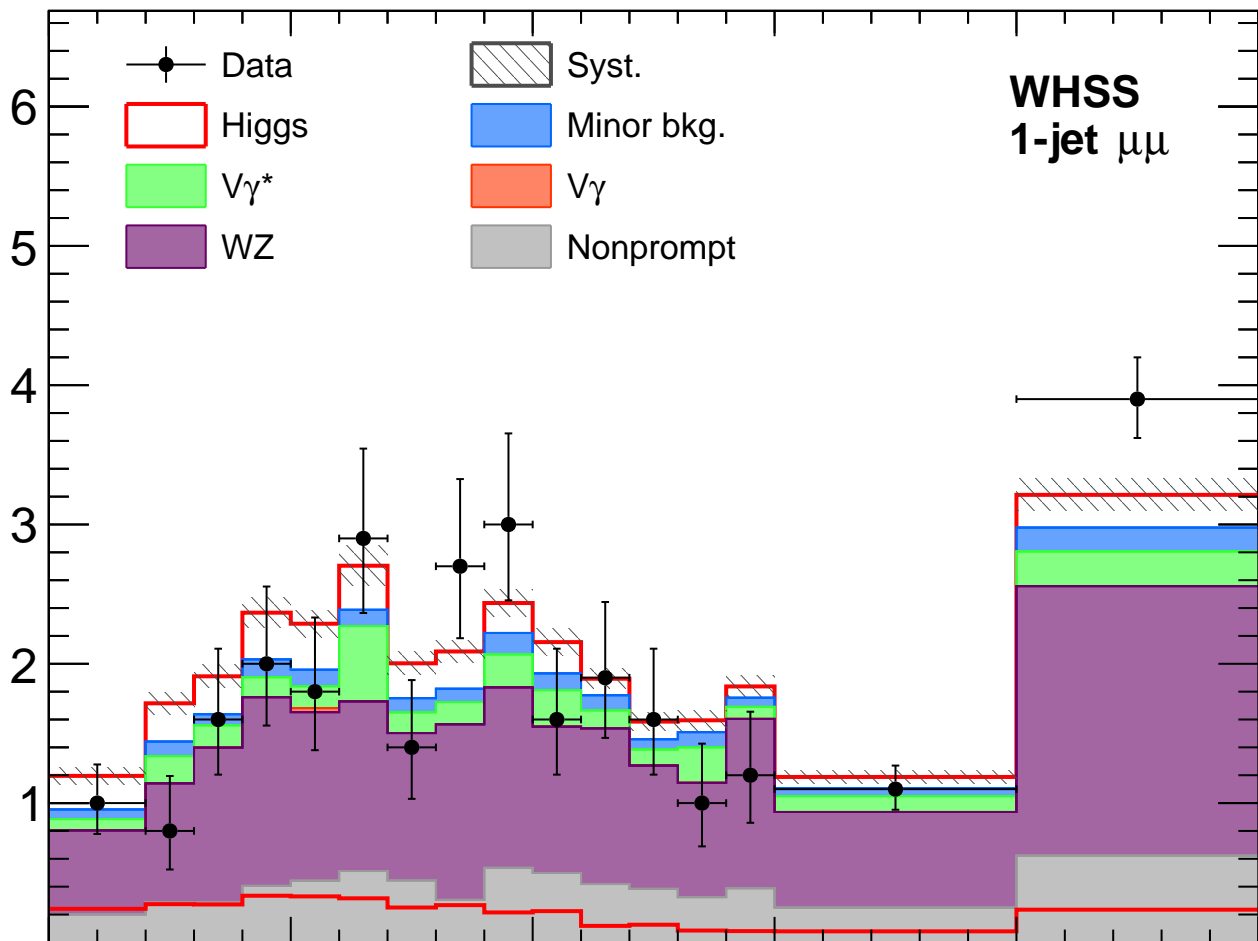 6
5
4
3
2
1
Data
Higgs
Vγ*
WZ
Syst.
Minor bkg.
Vγ
Nonprompt
WHSS
1-jet μμ